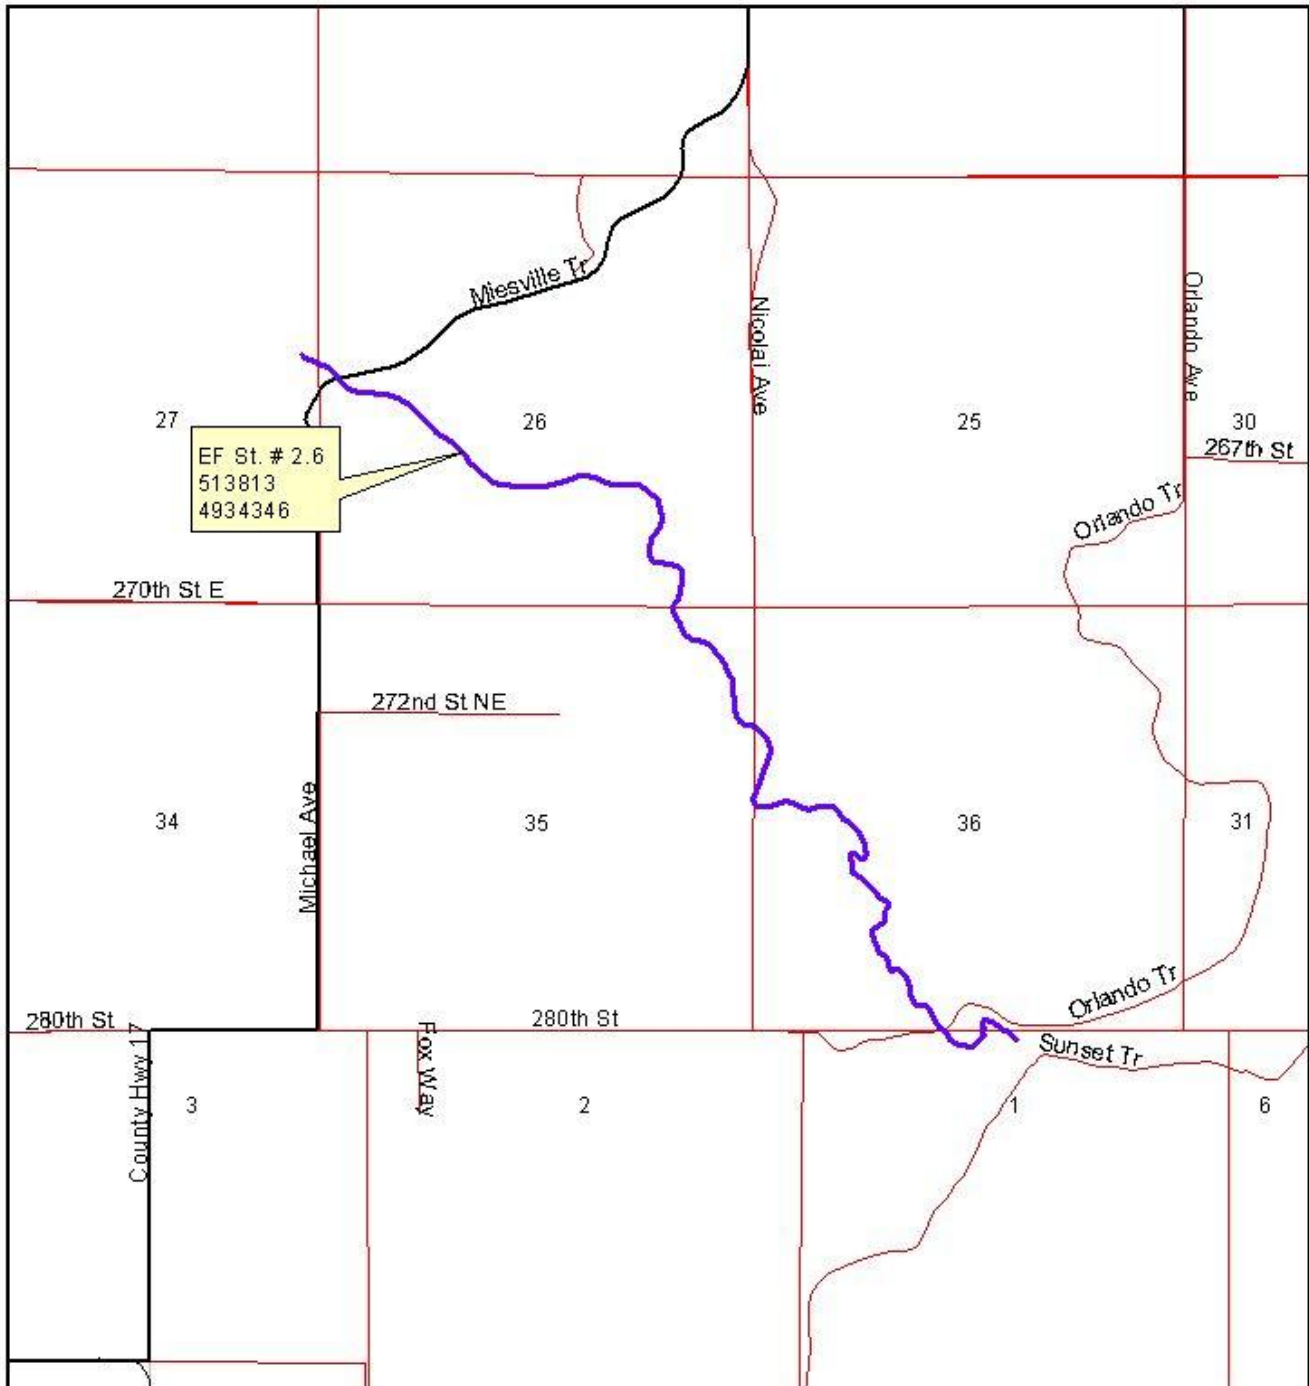 Miesville Tr
Nicolai Ave
Orlando Ave
27
26
25
30
267th St
EF St. # 2.6
513813
4934346
Orlando Tr
270th St E
272nd St NE
Michael Ave
34
35
36
31
Orlando Tr
280th St
280th St
Sunset Tr
County Hwy 17
Fox Way
3
2
1
6